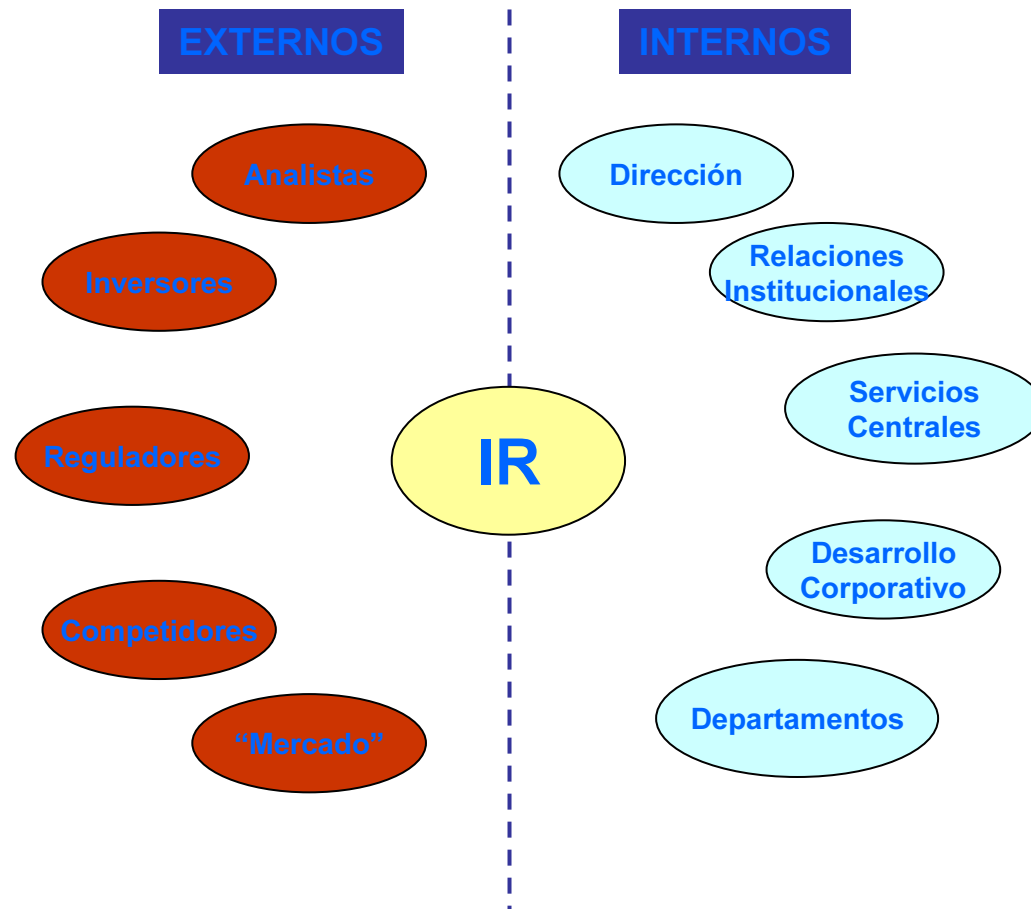 EXTERNOS
INTERNOS
Analistas
Dirección
Inversores
Relaciones
Institucionales
Servicios
Centrales
Reguladores
IR
Desarrollo
Corporativo
Competidores
Departamentos
“Mercado”